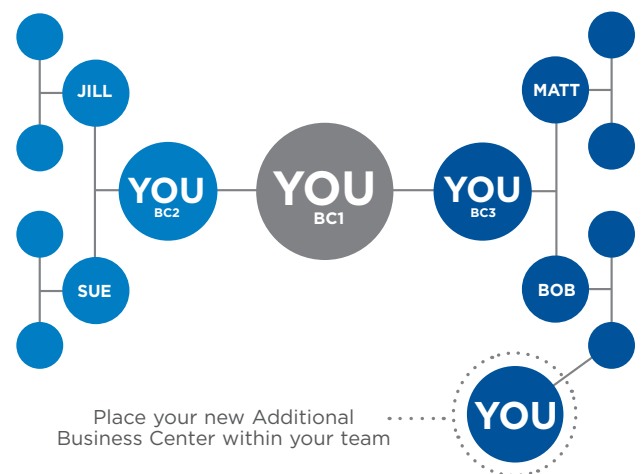 JILL
MATT
YOU
BC2
YOU
BC1
YOU
BC3
SUE
BOB
YOU
Place your new Additional
Business Center within your team